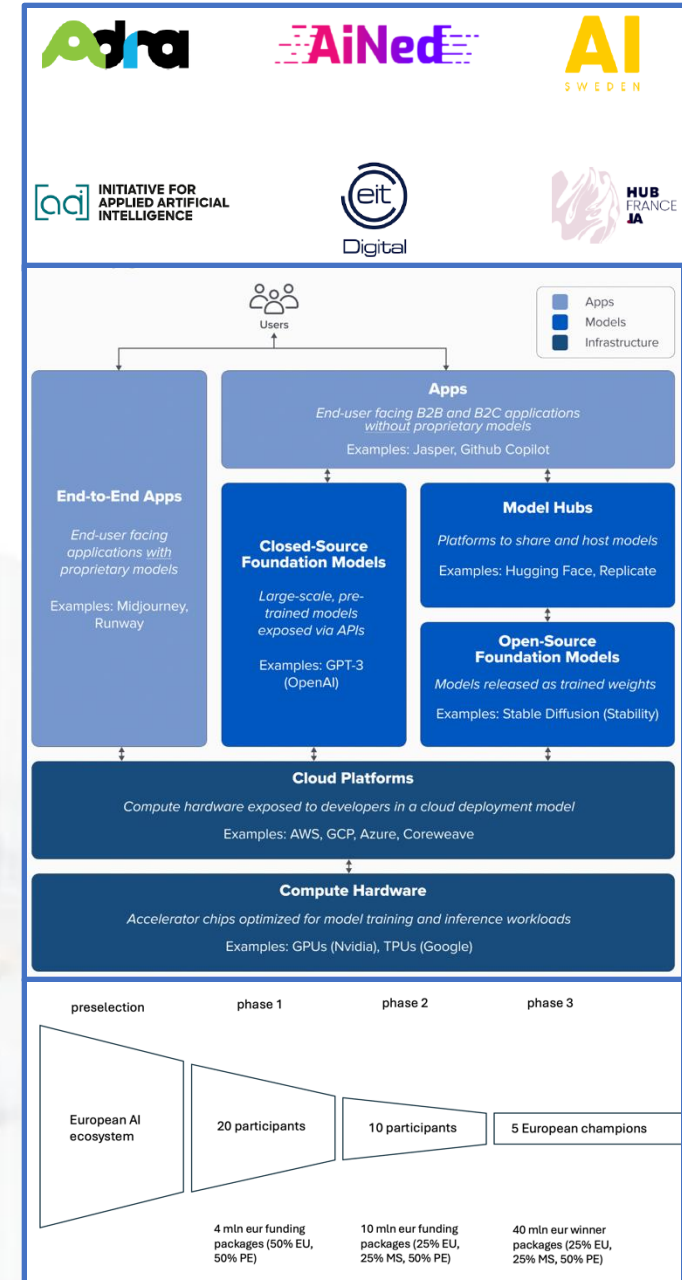 Adra
AiNed
AI
SWEDEN
[aai] INITIATIVE FOR
APPLIED ARTIFICIAL
INTELLIGENCE
eit
Digital
HUB
FRANCE
IA
Users
Apps
Models
Infrastructure
Apps
End-user facing B2B and B2C applications
without proprietary models
Examples: Jasper, Github Copilot
End-to-End Apps
End-user facing
applications with
proprietary models
Examples: Midjourney,
Runway
Closed-Source
Foundation Models
Large-scale, pre-
trained models
exposed via APIs
Examples: GPT-3
(OpenAI)
Model Hubs
Platforms to share and host models
Examples: Hugging Face, Replicate
Open-Source
Foundation Models
Models released as trained weights
Examples: Stable Diffusion (Stability)
Cloud Platforms
Compute hardware exposed to developers in a cloud deployment model
Examples: AWS, GCP, Azure, Coreweave
Compute Hardware
Accelerator chips optimized for model training and inference workloads
Examples: GPUs (Nvidia), TPUs (Google)
preselection
phase 1
phase 2
phase 3
European AI
ecosystem
20 participants
10 participants
5 European champions
4 mln eur funding
packages (50% EU,
50% PE)
10 mln eur funding
packages (25% EU,
25% MS, 50% PE)
40 mln eur winner
packages (25% EU,
25% MS, 50% PE)